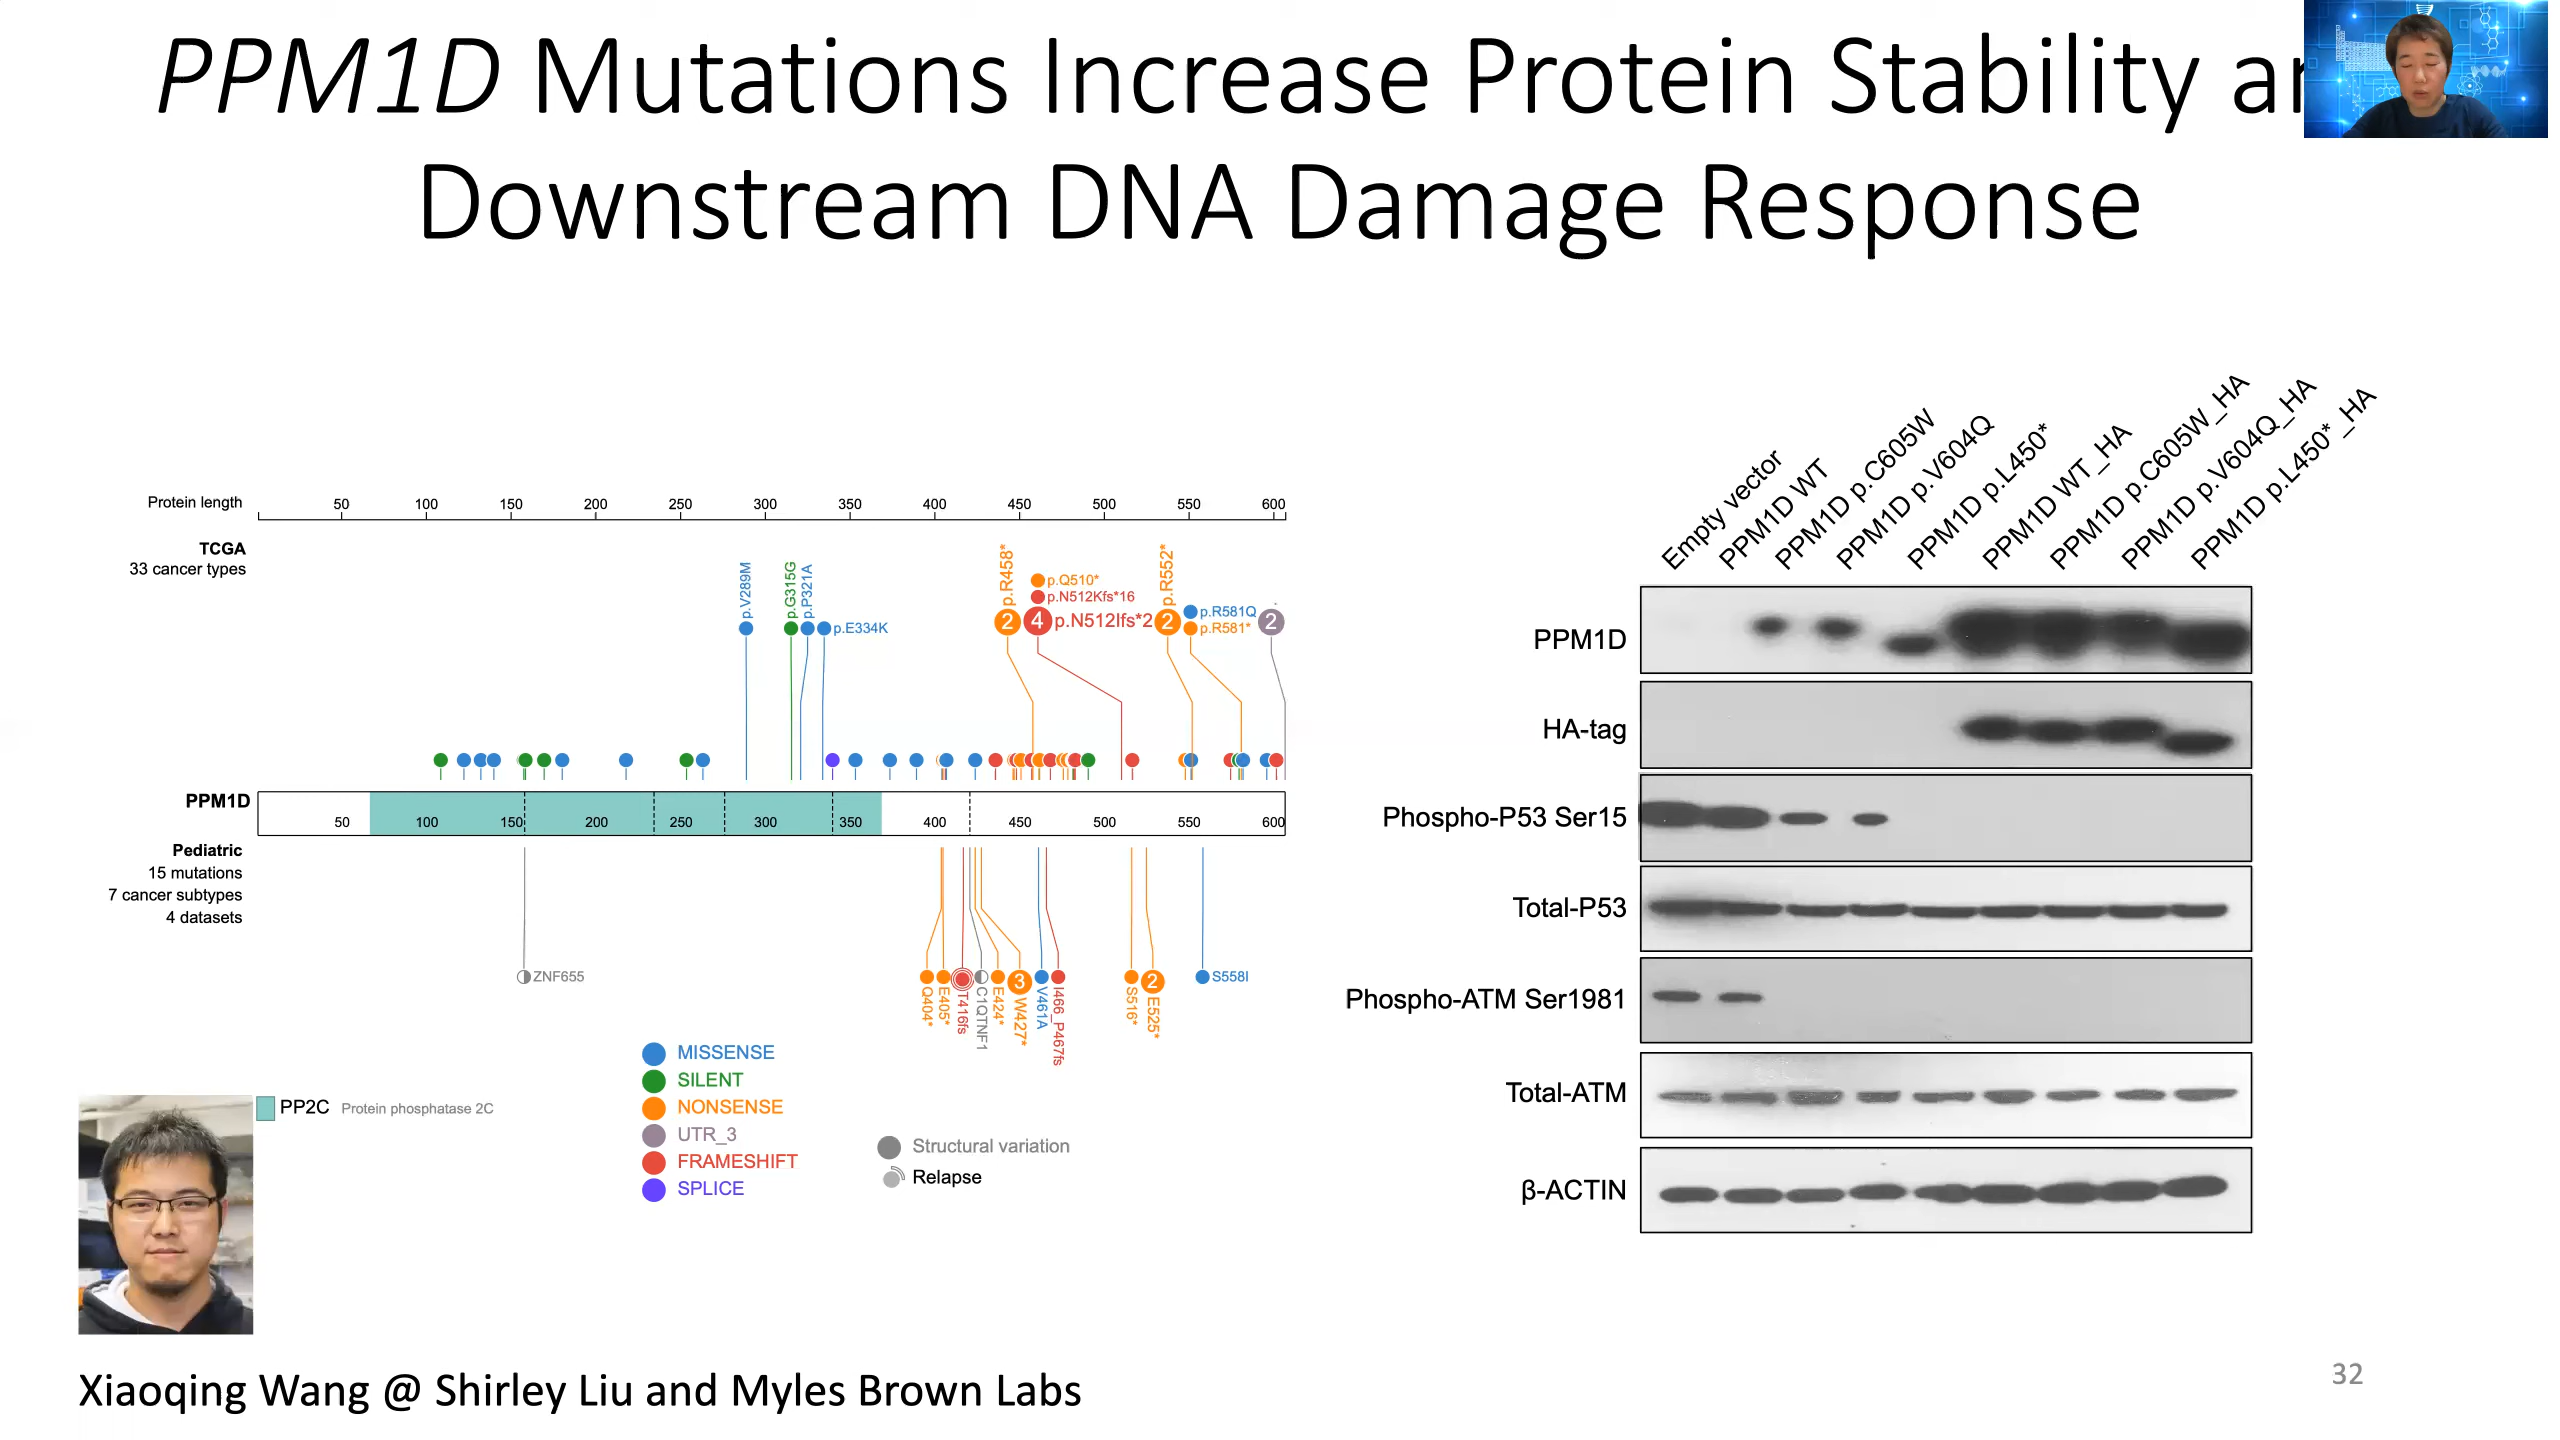 PPM1D Mutations Increase Protein Stability
Downstream DNA Damage Response
Protein length
50 100 150 200 250 300 350 400 450 500 550 600
TCGA
33 cancer types
p.V289M
p.G315G
p.P321A
p.E334K
2
p.R458*
p.Q510*
p.N512Kfs*16
4 p.N512Ifs*2
2
p.R552*
p.R581Q
p.R581*
2
PPM1D
50 100 150 200 250 300 350 400 450 500 550 600
Pediatric
15 mutations
7 cancer subtypes
4 datasets
ZNF655
Q404*
E405*
T416fs
C1QTNF1
E424*
3
W427*
V461A
I466_P467fs
S516*
2
E525*
S558I
PP2C Protein phosphatase 2C
MISSENSE
SILENT
NONSENSE
UTR_3
FRAMESHIFT
SPLICE
Structural variation
Relapse
Empty vector
PPM1D WT
PPM1D p.C605W
PPM1D p.V604Q
PPM1D p.L450*
PPM1D WT_HA
PPM1D p.C605W_HA
PPM1D p.V604Q_HA
PPM1D p.L450*_HA
PPM1D
HA-tag
Phospho-P53 Ser15
Total-P53
Phospho-ATM Ser1981
Total-ATM
β-ACTIN
Xiaoqing Wang @ Shirley Liu and Myles Brown Labs
32